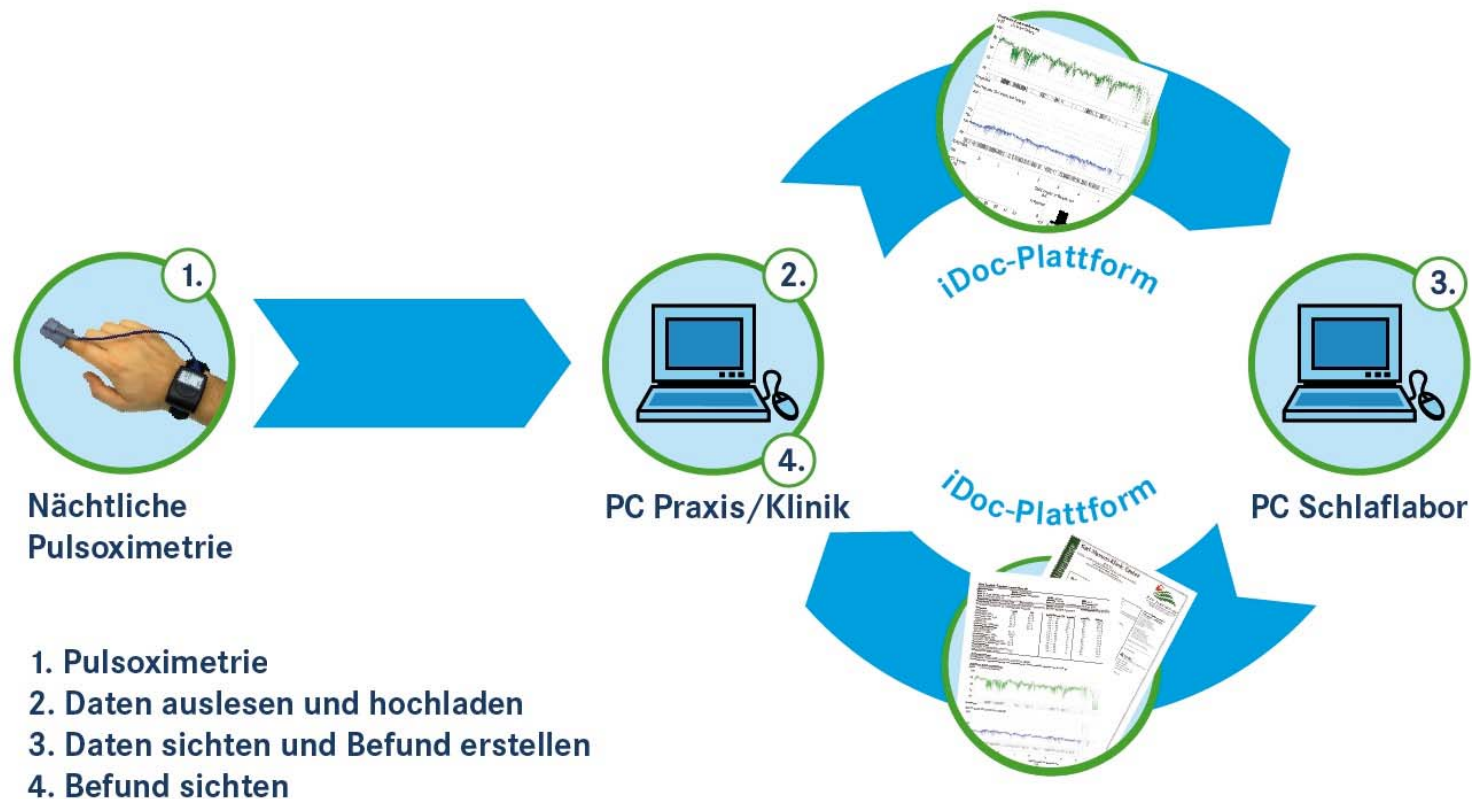 1.
Nächtliche
Pulsoximetrie
2.
4.
PC Praxis/Klinik
iDoc-Plattform
iDoc-Plattform
3.
PC Schlaflabor
1. Pulsoximetrie
2. Daten auslesen und hochladen
3. Daten sichten und Befund erstellen
4. Befund sichten